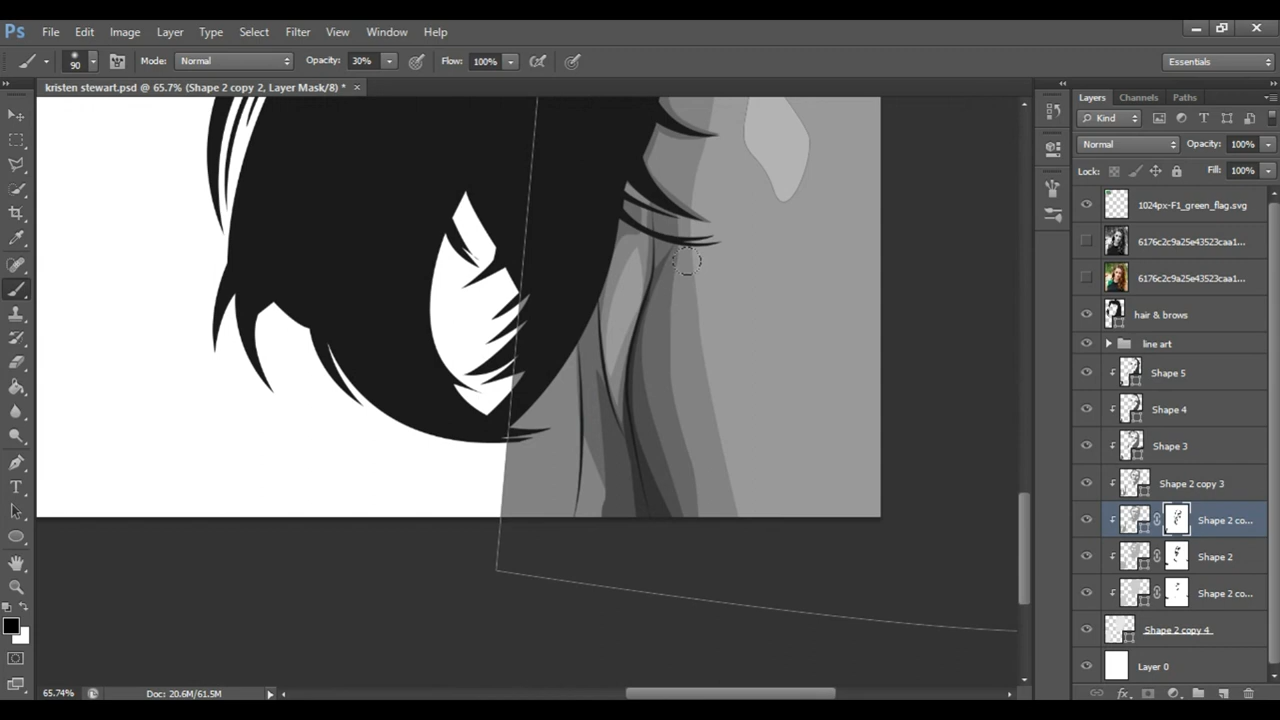 Ps File Edit Image Layer Type Select Filter View Window Help
90 Mode: Normal Opacity: 30% Flow: 100% Essentials
kristen stewart.psd @ 65.7% (Shape 2 copy 2, Layer Mask/8) * ×
Layers Channels Paths
Kind
Normal Opacity: 100%
Lock: Fill: 100%
1024px-F1_green_flag.svg
6176c2c9a25e43523caa1...
6176c2c9a25e43523caa1...
hair & brows
line art
Shape 5
Shape 4
Shape 3
Shape 2 copy 3
Shape 2 co...
Shape 2
Shape 2 co...
Shape 2 copy 4
Layer 0
65.74% Doc: 20.6M/61.5M